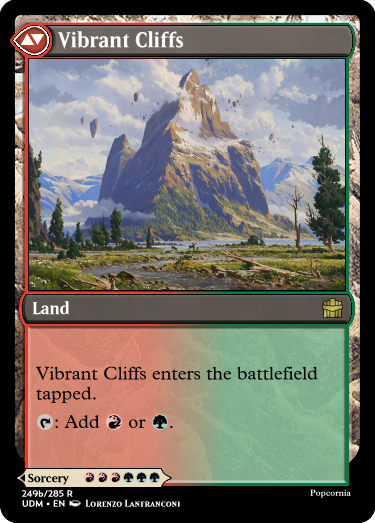 Vibrant Cliffs
Land
Vibrant Cliffs enters the battlefield
tapped.
: Add or .
Sorcery
249b/285 R
Popcornia
UDM • EN Lorenzo Lanfranconi